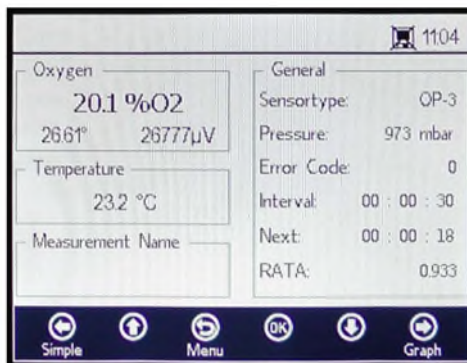 11:04
Oxygen
20.1 %O2
26.61° 26777µV
Temperature
23.2 °C
Measurement Name
General
Sensortype: OP-3
Pressure: 973 mbar
Error Code: 0
Interval: 00 : 00 : 30
Next: 00 : 00 : 18
RATA: 0.933
OK
Simple Menu Graph